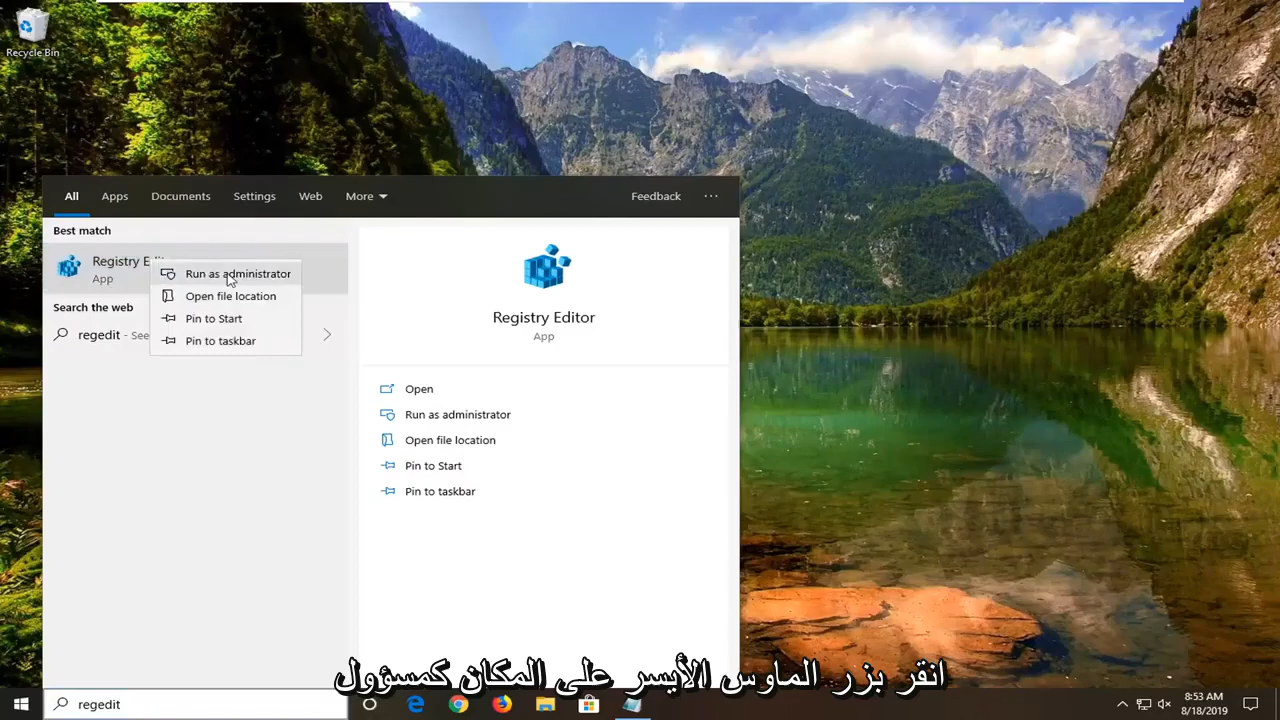 Recycle Bin
All Apps Documents Settings Web More Feedback ...
Best match
Registry
App
Run as administrator
Open file location
Pin to Start
Pin to taskbar
Search the web
regedit - See
Registry Editor
App
Open
Run as administrator
Open file location
Pin to Start
Pin to taskbar
انقر بزر الماوس الأيسر على المكان كمسؤول
regedit
8:53 AM
8/18/2019